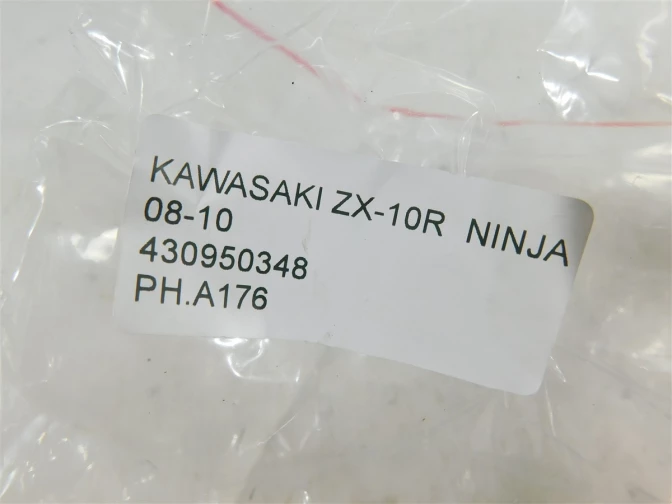 KAWASAKI ZX-10R NINJA
08-10
430950348
PH.A176